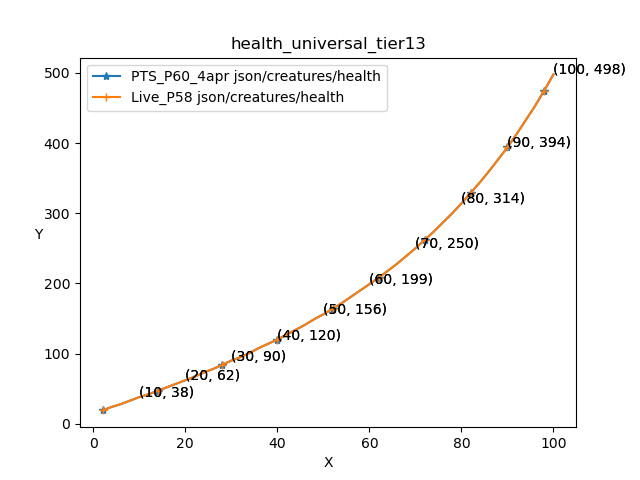 health_universal_tier13
PTS_P60_4apr json/creatures/health
Live_P58 json/creatures/health
(100, 498)
(90, 394)
(80, 314)
(70, 250)
(60, 199)
(50, 156)
(40, 120)
(30, 90)
(20, 62)
(10, 38)
500
400
300
200
100
0
Y
0 20 40 60 80 100
X